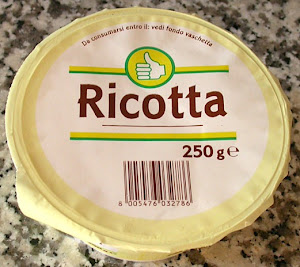 Da consumarsi entro il: vedi fondo vaschetta
Ricotta
250 g ℮
8 005476 032786